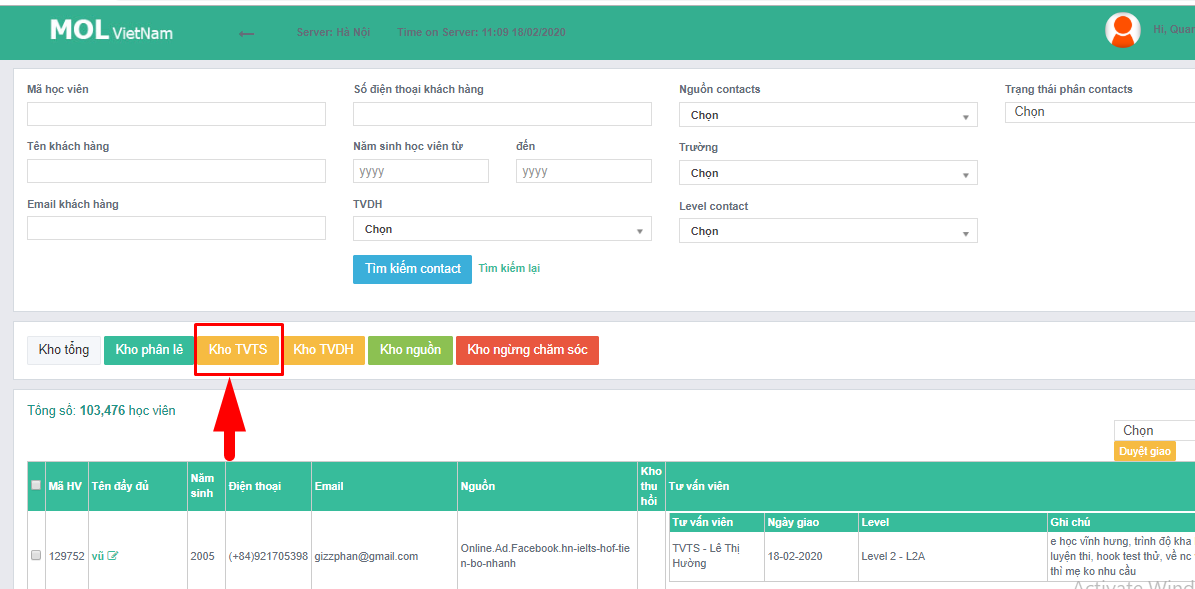 MOL VietNam
← Server: Hà Nội Time on Server: 11:09 18/02/2020
Hi, Quan
Mã học viên
Số điện thoại khách hàng
Nguồn contacts
Trạng thái phân contacts
Chọn
Chọn
Tên khách hàng
Năm sinh học viên từ
đến
Trường
yyyy
yyyy
Chọn
Email khách hàng
TVDH
Level contact
Chọn
Chọn
Tìm kiếm contact
Tìm kiếm lại
Kho tổng
Kho phân lẻ
Kho TVTS
Kho TVDH
Kho nguồn
Kho ngừng chăm sóc
Tổng số: 103,476 học viên
Chọn
Duyệt giao
Mã HV
Tên đầy đủ
Năm
sinh
Điện thoại
Email
Nguồn
Kho
thu
hồi
Tư vấn viên
Tư vấn viên
Ngày giao
Level
Ghi chú
129752
vũ
2005
(+84)921705398
gizzphan@gmail.com
Online.Ad.Facebook.hn-ielts-hof-tie
n-bo-nhanh
TVTS - Lê Thị
Hường
18-02-2020
Level 2 - L2A
e học vĩnh hưng, trình độ kha
luyện thi, hook test thử, về nc
thì mẹ ko nhu cầu
Activate Wind